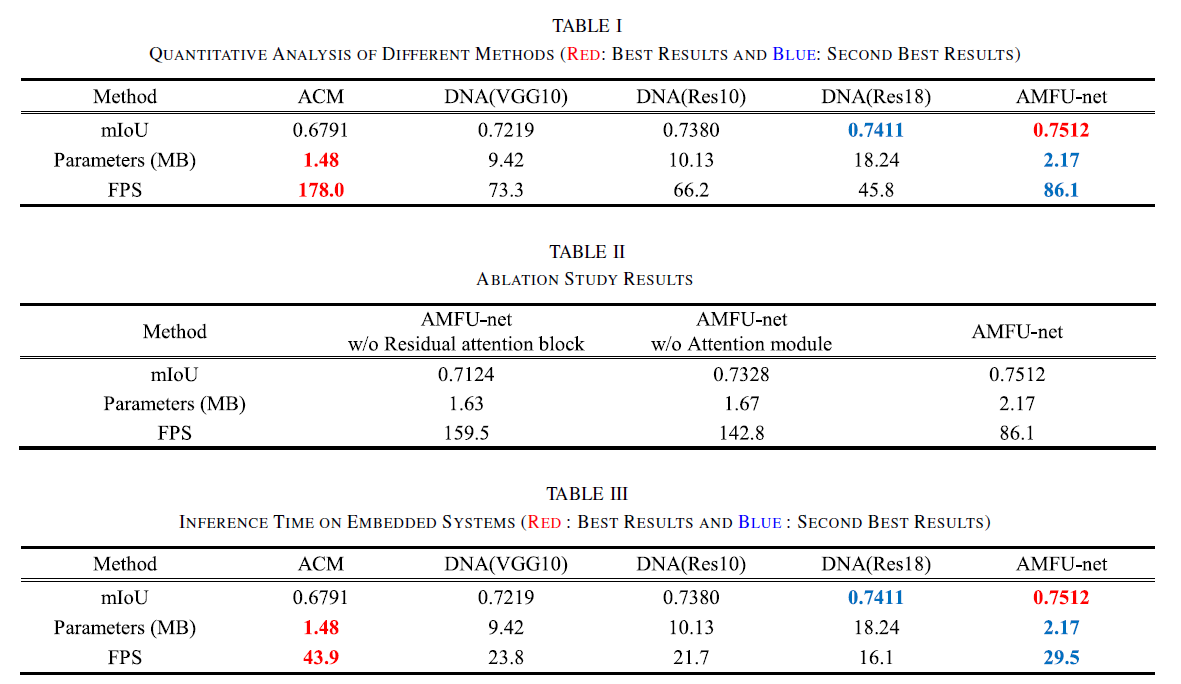 TABLE I
QUANTITATIVE ANALYSIS OF DIFFERENT METHODS (RED: BEST RESULTS AND BLUE: SECOND BEST RESULTS)
Method ACM DNA(VGG10) DNA(Res10) DNA(Res18) AMFU-net
mIoU 0.6791 0.7219 0.7380 0.7411 0.7512
Parameters (MB) 1.48 9.42 10.13 18.24 2.17
FPS 178.0 73.3 66.2 45.8 86.1
TABLE II
ABLATION STUDY RESULTS
Method AMFU-net w/o Residual attention block AMFU-net w/o Attention module AMFU-net
mIoU 0.7124 0.7328 0.7512
Parameters (MB) 1.63 1.67 2.17
FPS 159.5 142.8 86.1
TABLE III
INFERENCE TIME ON EMBEDDED SYSTEMS (RED : BEST RESULTS AND BLUE : SECOND BEST RESULTS)
Method ACM DNA(VGG10) DNA(Res10) DNA(Res18) AMFU-net
mIoU 0.6791 0.7219 0.7380 0.7411 0.7512
Parameters (MB) 1.48 9.42 10.13 18.24 2.17
FPS 43.9 23.8 21.7 16.1 29.5